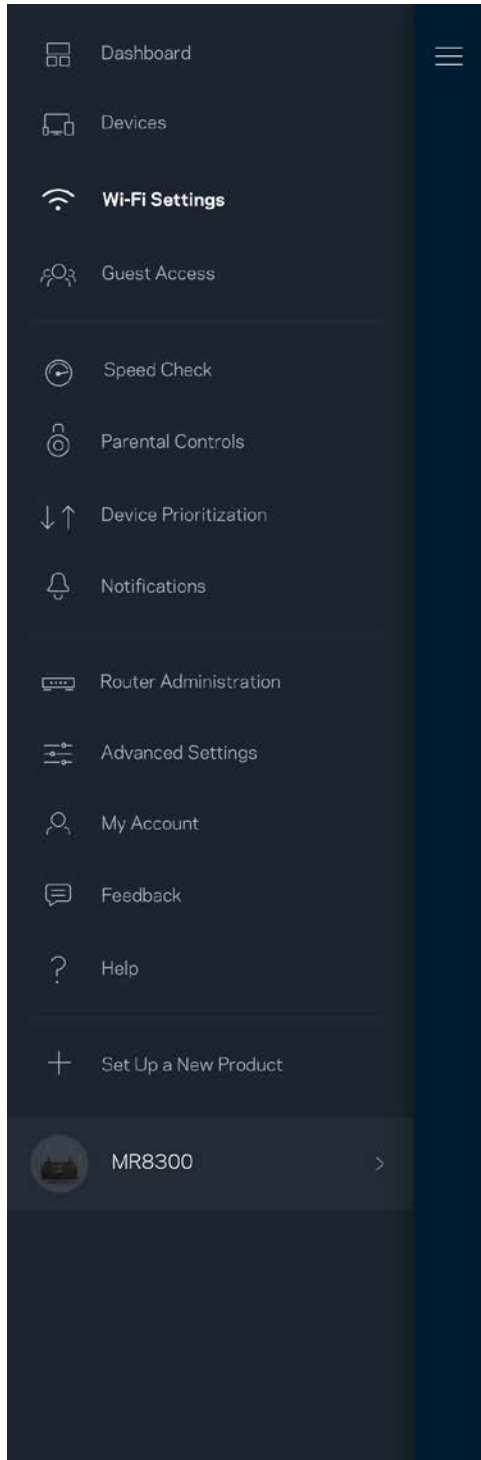 Dashboard
Devices
Wi-Fi Settings
Guest Access
Speed Check
Parental Controls
Device Prioritization
Notifications
Router Administration
Advanced Settings
My Account
Feedback
Help
Set Up a New Product
MR8300